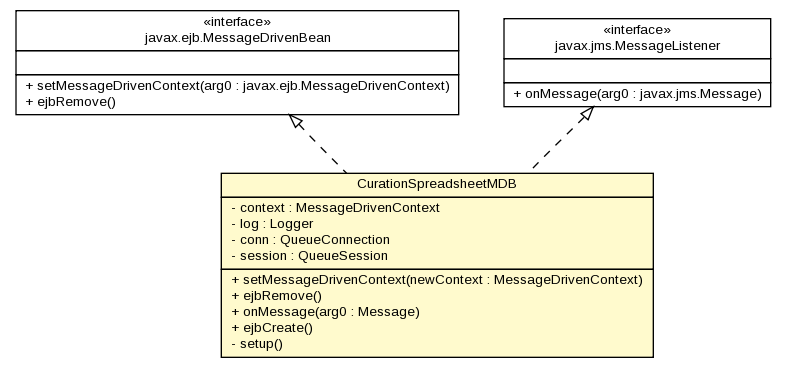 «interface»
javax.ejb.MessageDrivenBean
+ setMessageDrivenContext(arg0 : javax.ejb.MessageDrivenContext)
+ ejbRemove()
«interface»
javax.jms.MessageListener
+ onMessage(arg0 : javax.jms.Message)
CurationSpreadsheetMDB
- context : MessageDrivenContext
- log : Logger
- conn : QueueConnection
- session : QueueSession
+ setMessageDrivenContext(newContext : MessageDrivenContext)
+ ejbRemove()
+ onMessage(arg0 : Message)
+ ejbCreate()
- setup()